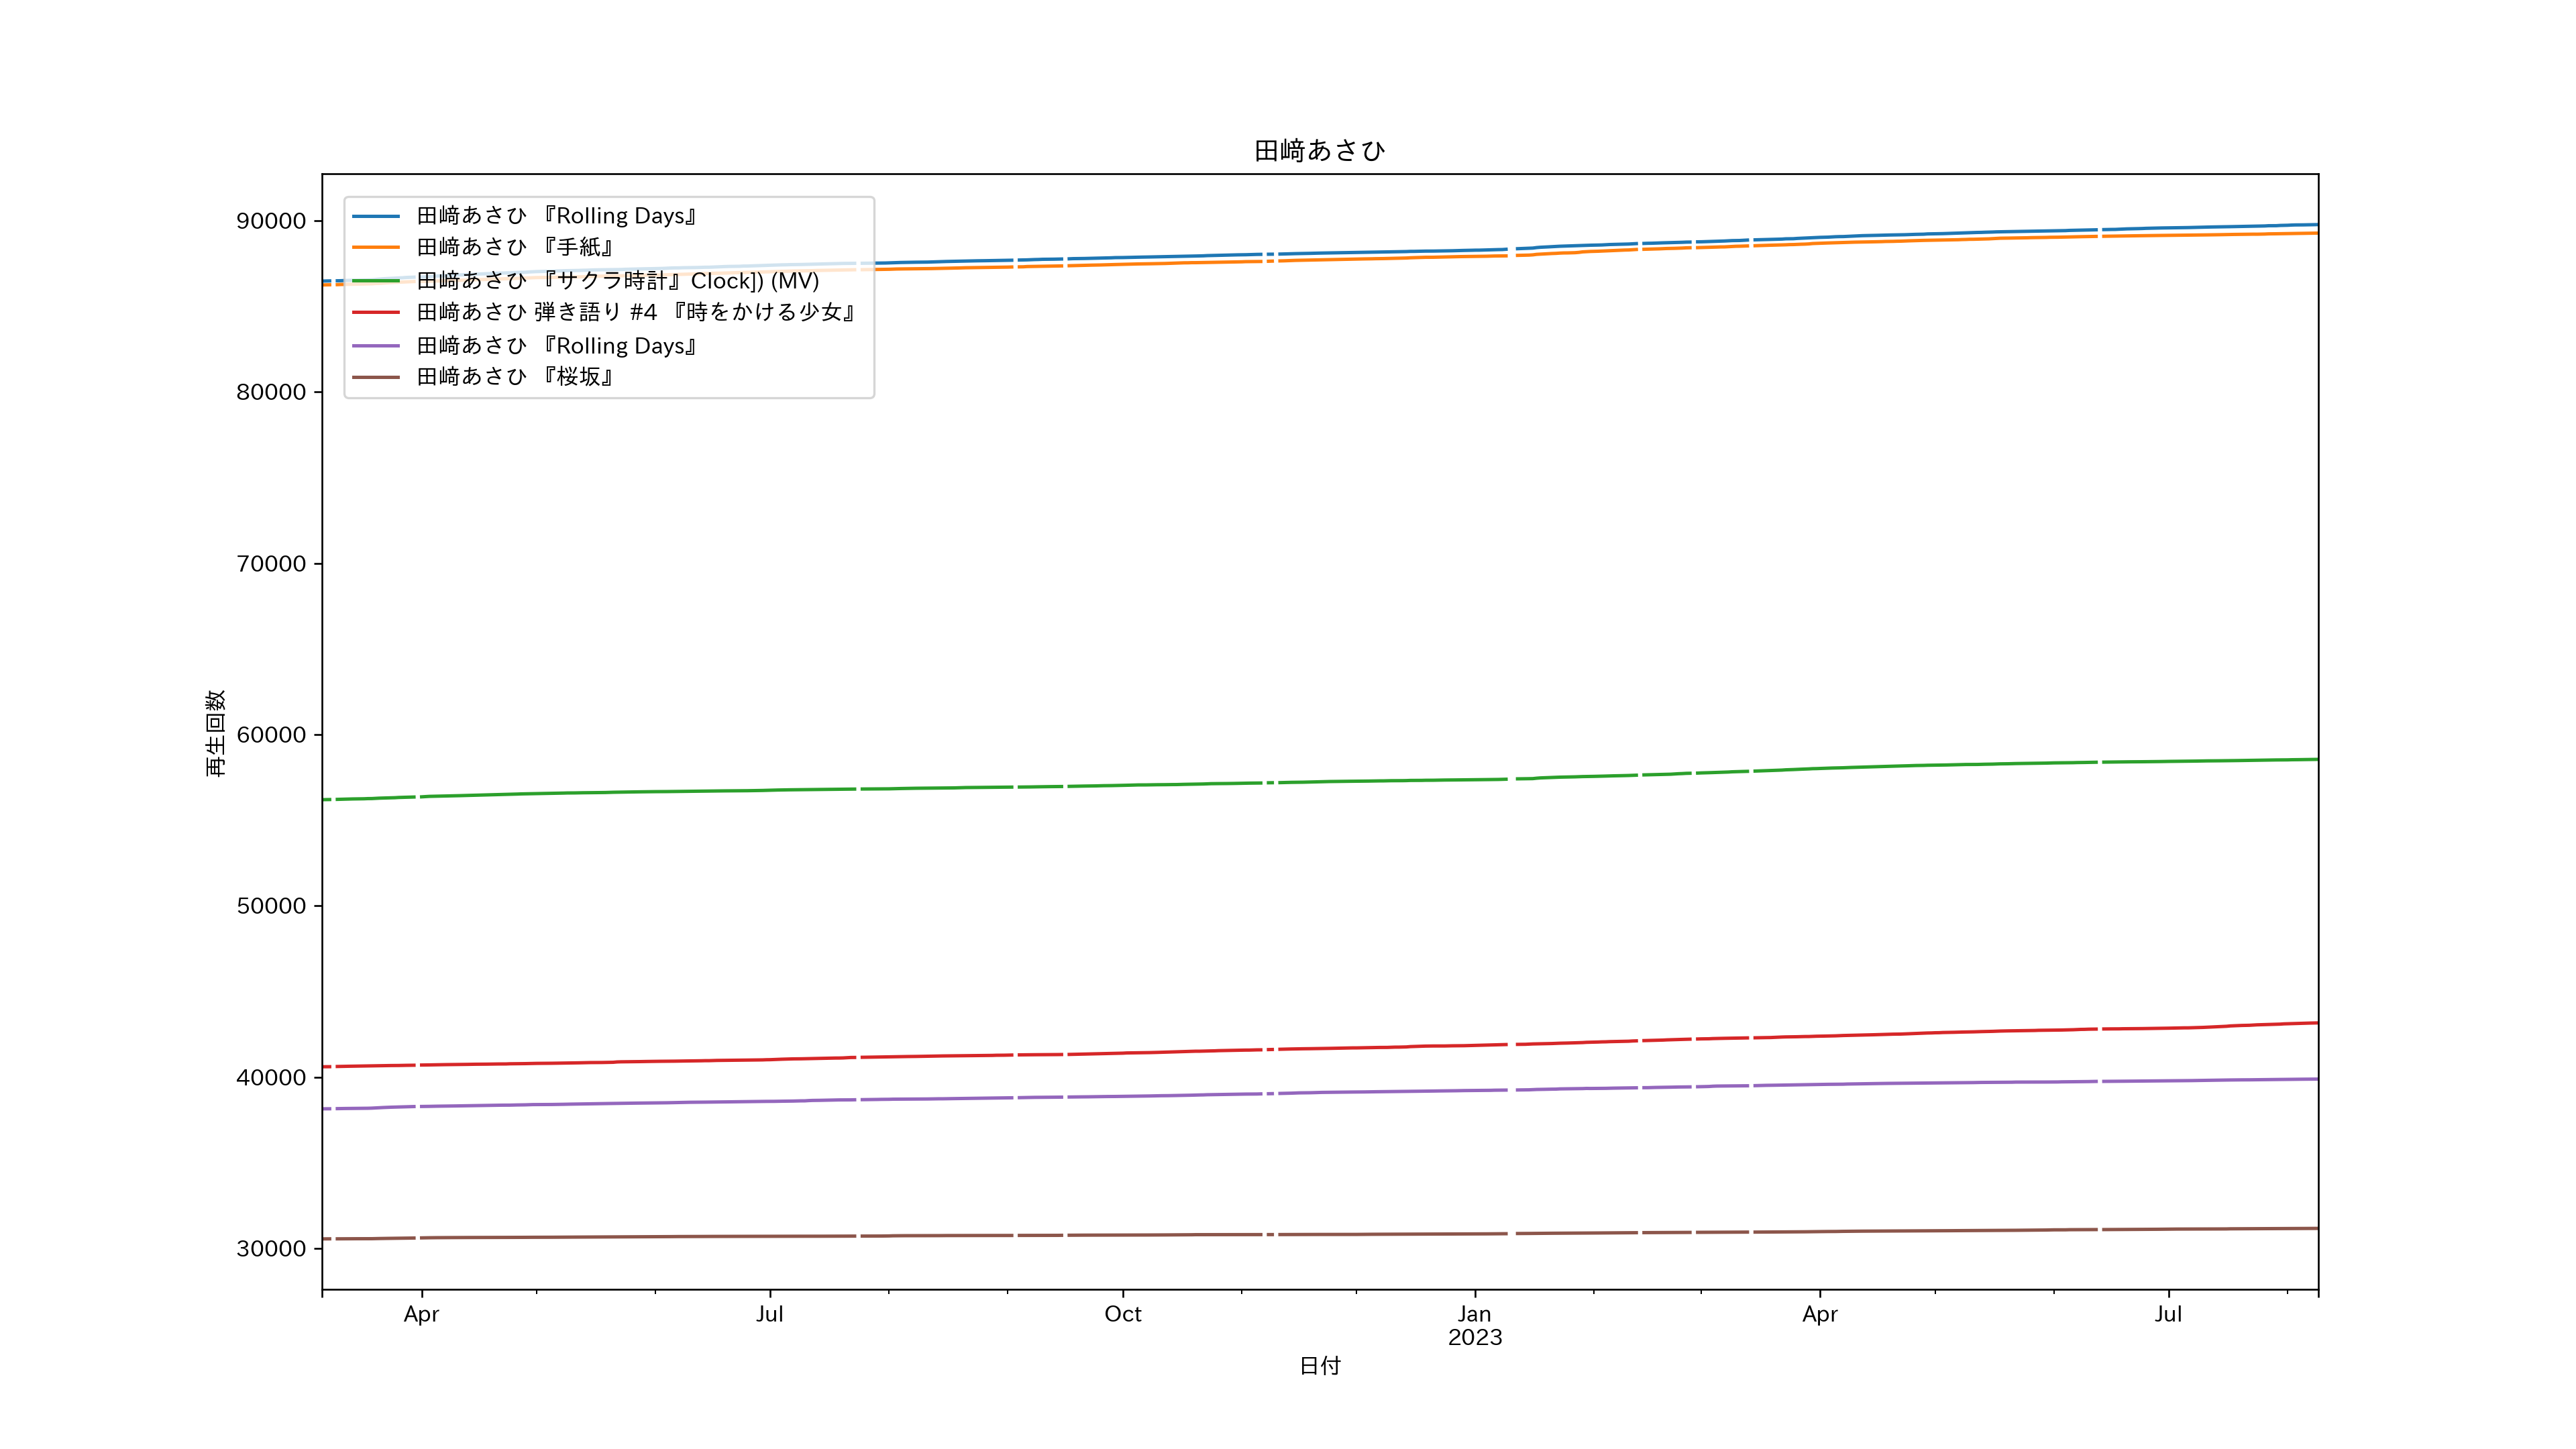 田﨑あさひ
田﨑あさひ 『Rolling Days』
田﨑あさひ 『手紙』
田﨑あさひ 『サクラ時計』Clock]) (MV)
田﨑あさひ 弾き語り #4 『時をかける少女』
田﨑あさひ 『Rolling Days』
田﨑あさひ 『桜坂』
90000
80000
70000
60000
50000
40000
30000
再生回数
Apr Jul Oct Jan Apr Jul
2023
日付